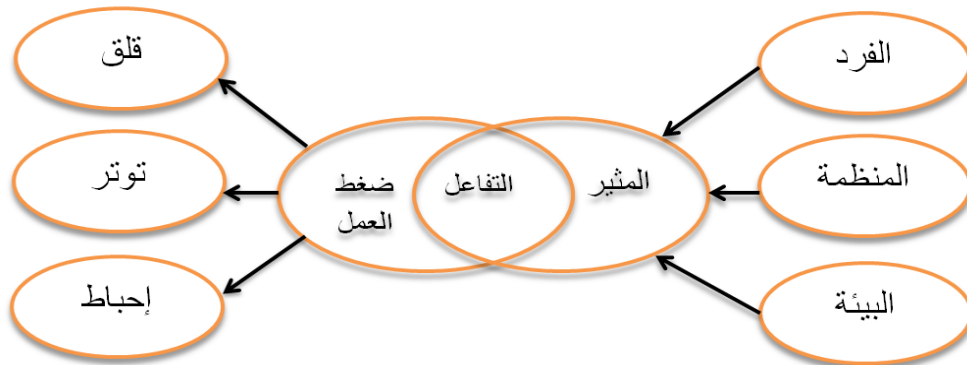 الفرد
المنظمة
البيئة
المثير
التفاعل
ضغط
العمل
قلق
توتر
إحباط